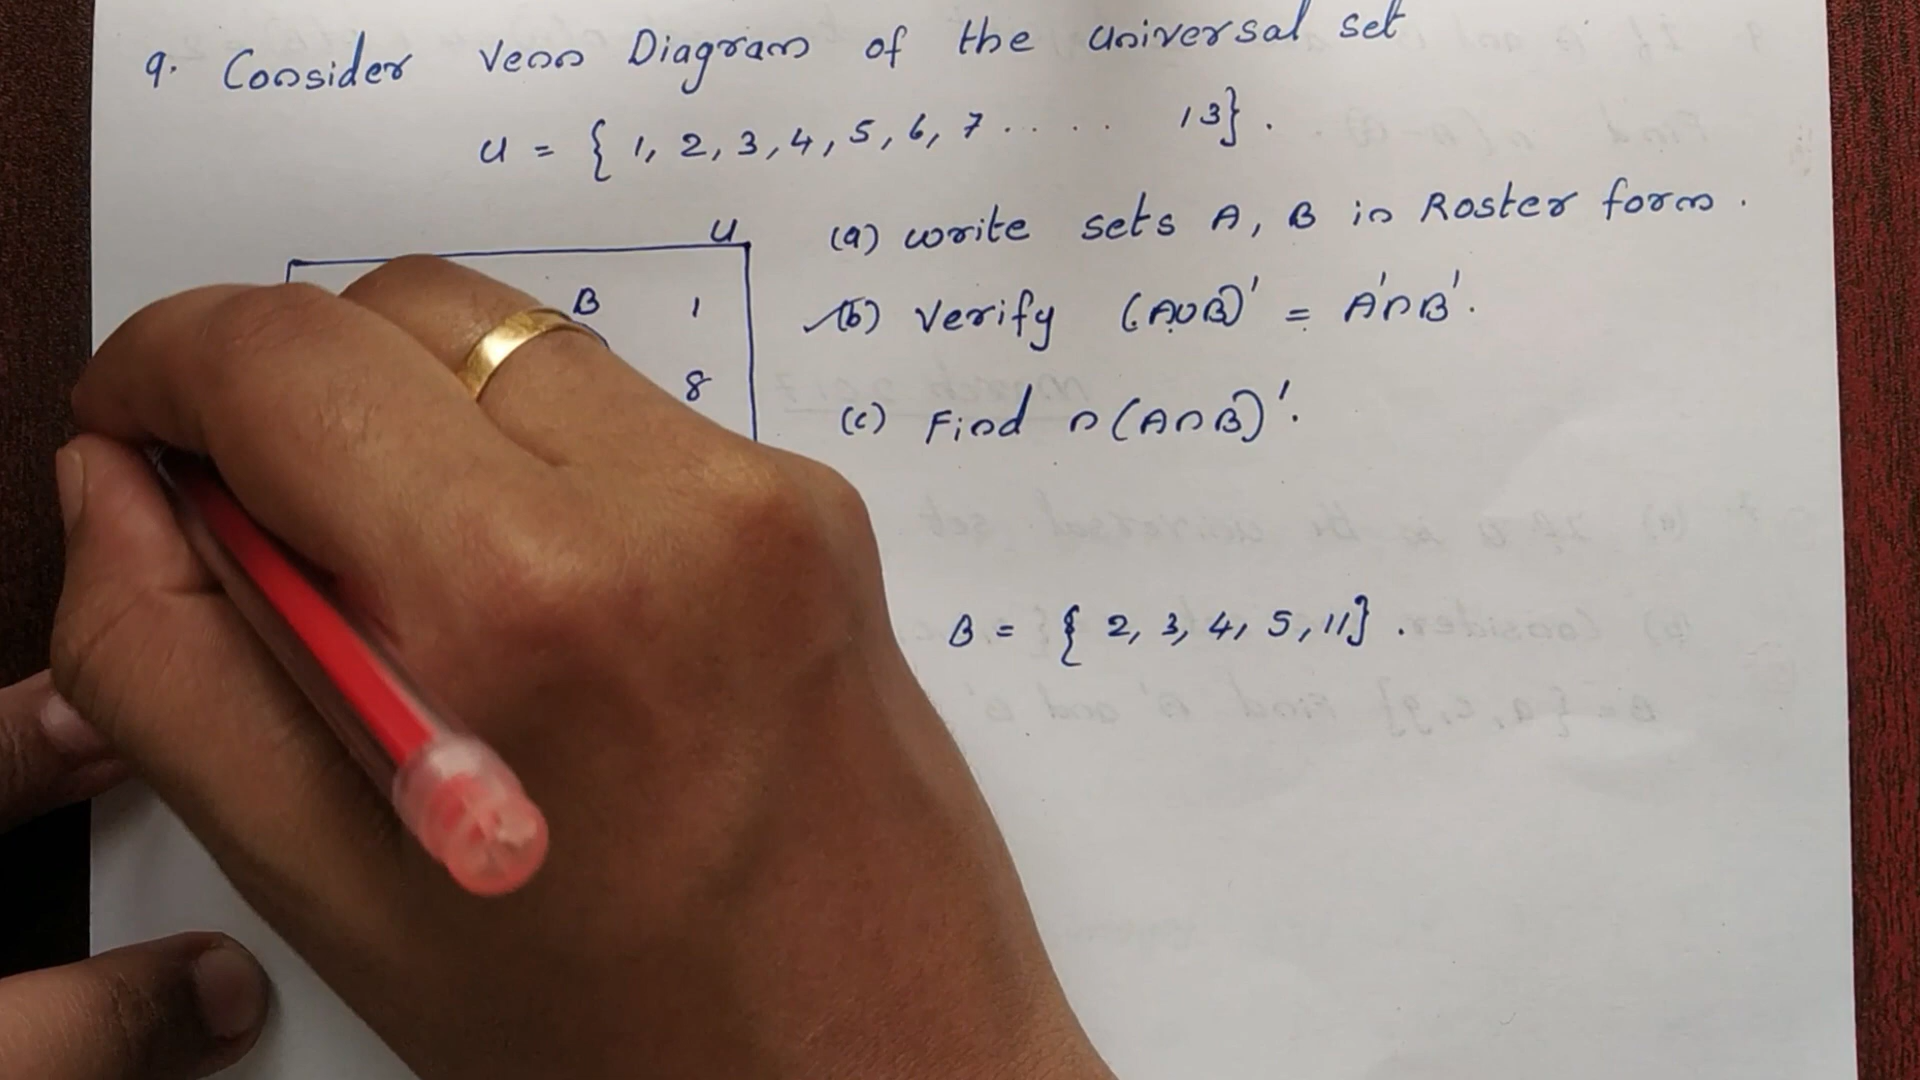 9. Consider Venn Diagram of the universal set
U = { 1, 2, 3, 4, 5, 6, 7 ..... 13} .
U
B 1
8
(a) write sets A, B in Roster form .
(b) Verify (A∪B)' = A'∩B'.
(c) Find n(A∩B)'.
B = { 2, 3, 4, 5, 11} .